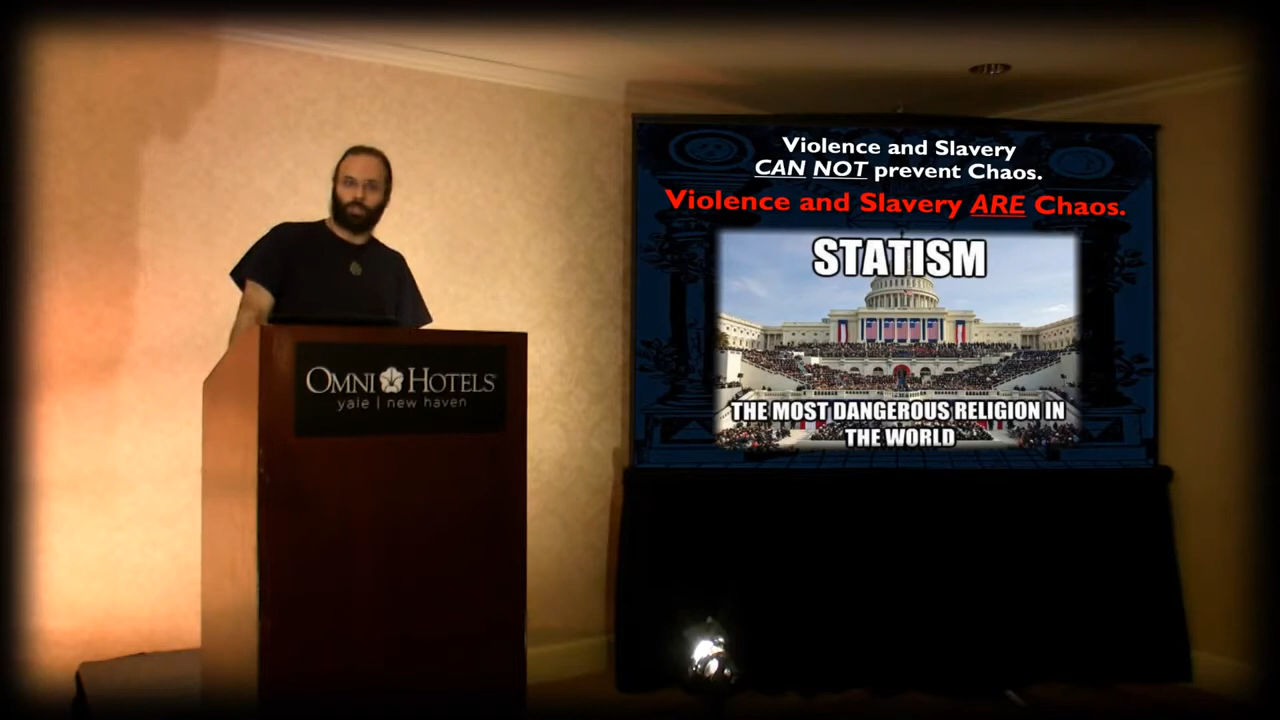 Violence and Slavery
CAN NOT prevent Chaos.
Violence and Slavery ARE Chaos.
STATISM
THE MOST DANGEROUS RELIGION IN
THE WORLD
OMNI HOTELS
yale | new haven